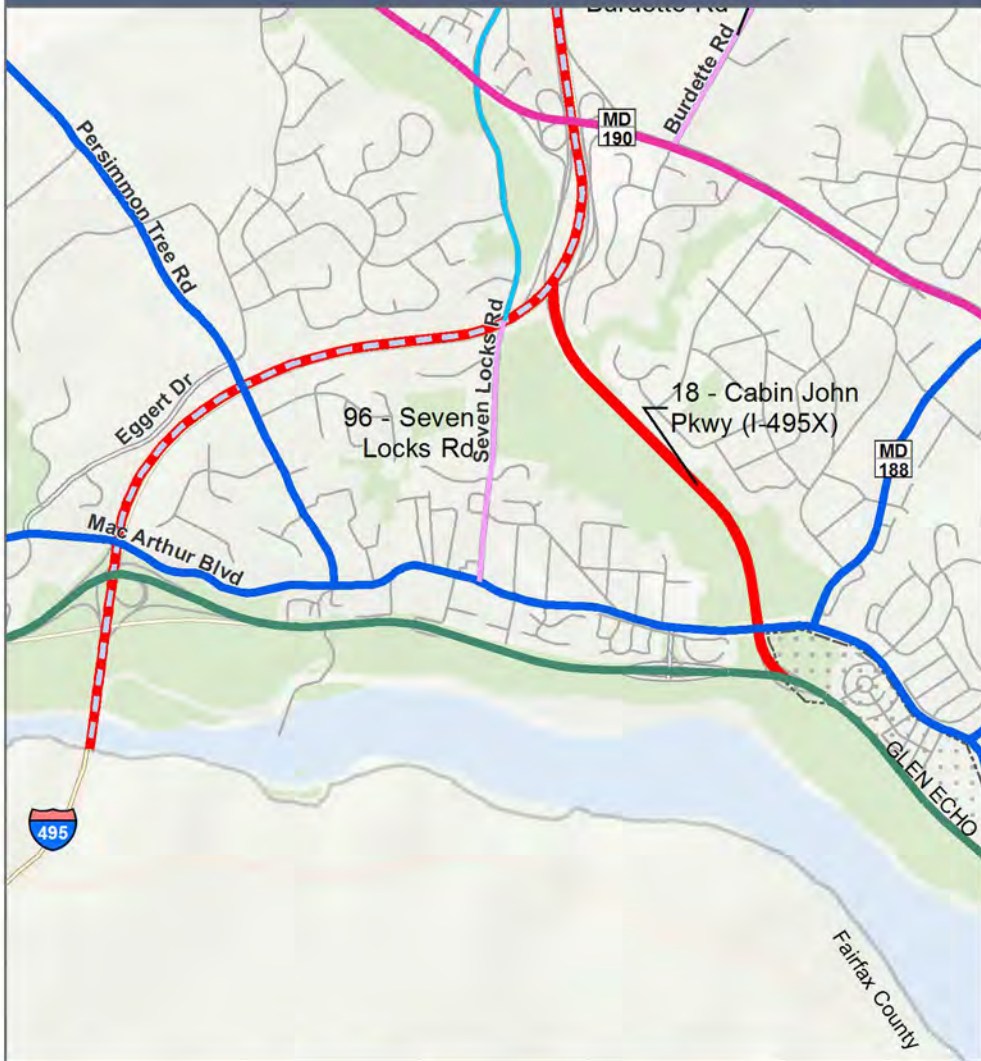 Burdette Rd
Burdette Rd
MD
190
Persimmon Tree Rd
Seven Locks Rd
Eggert Dr
18 - Cabin John
Pkwy (I-495X)
96 - Seven
Locks Rd
MD
188
Mac Arthur Blvd
GLEN ECHO
495
Fairfax County